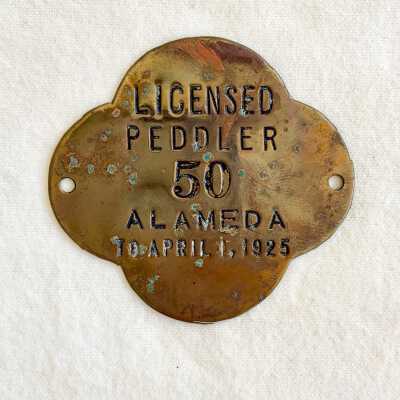 LICENSED
PEDDLER
50
ALAMEDA
TO APRIL 1, 1925